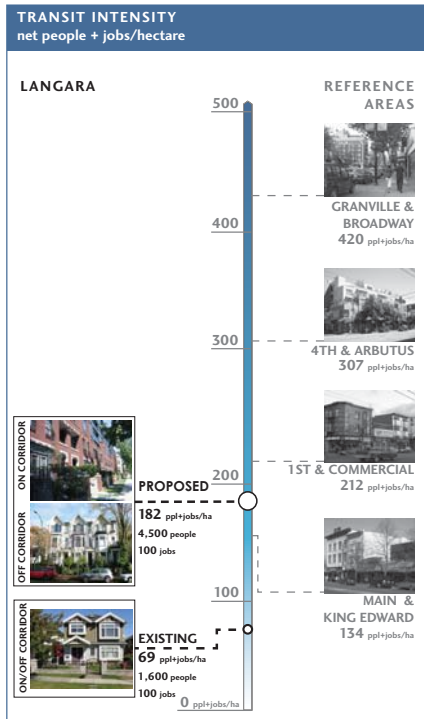 TRANSIT INTENSITY
net people + jobs/hectare
LANGARA
REFERENCE
AREAS
500
GRANVILLE &
BROADWAY
420 ppl+jobs/ha
400
300
4TH & ARBUTUS
307 ppl+jobs/ha
1ST & COMMERCIAL
212 ppl+jobs/ha
200
ON CORRIDOR
OFF CORRIDOR
PROPOSED
182 ppl+jobs/ha
4,500 people
100 jobs
100
MAIN &
KING EDWARD
134 ppl+jobs/ha
ON/OFF CORRIDOR
EXISTING
69 ppl+jobs/ha
1,600 people
100 jobs
0 ppl+jobs/ha